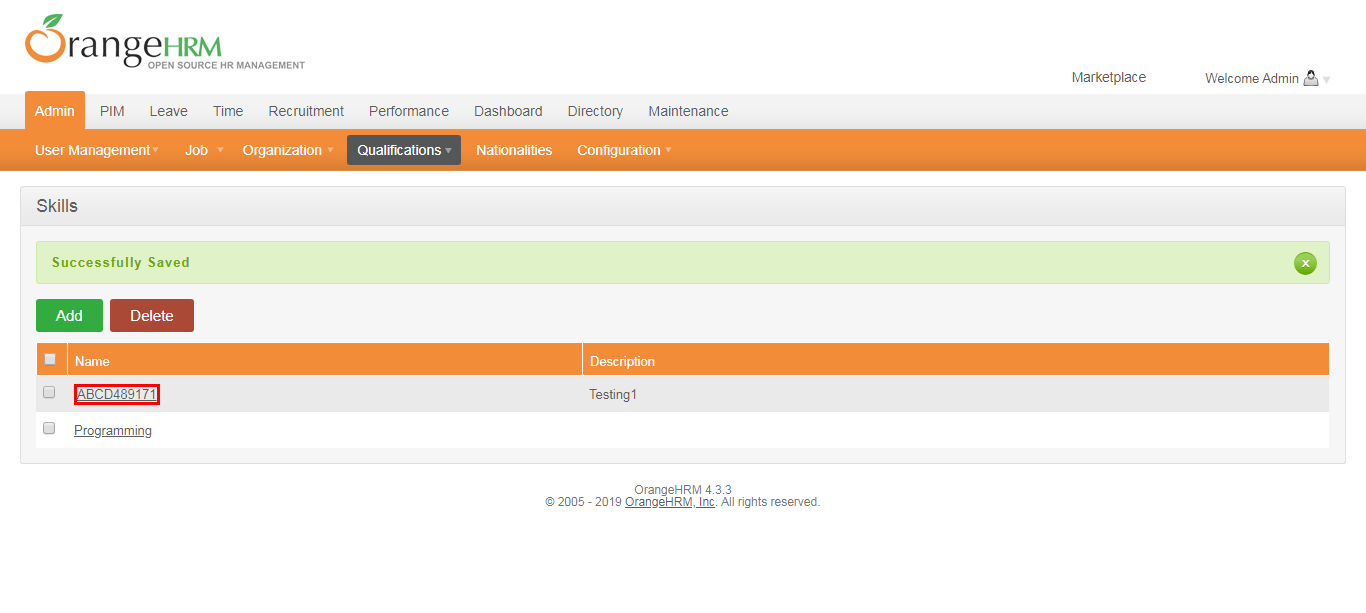 OrangeHRM
OPEN SOURCE HR MANAGEMENT
Marketplace Welcome Admin
Admin PIM Leave Time Recruitment Performance Dashboard Directory Maintenance
User Management Job Organization Qualifications Nationalities Configuration
Skills
Successfully Saved
x
Add Delete
Name Description
ABCD489171 Testing1
Programming
OrangeHRM 4.3.3
© 2005 - 2019 OrangeHRM, Inc. All rights reserved.